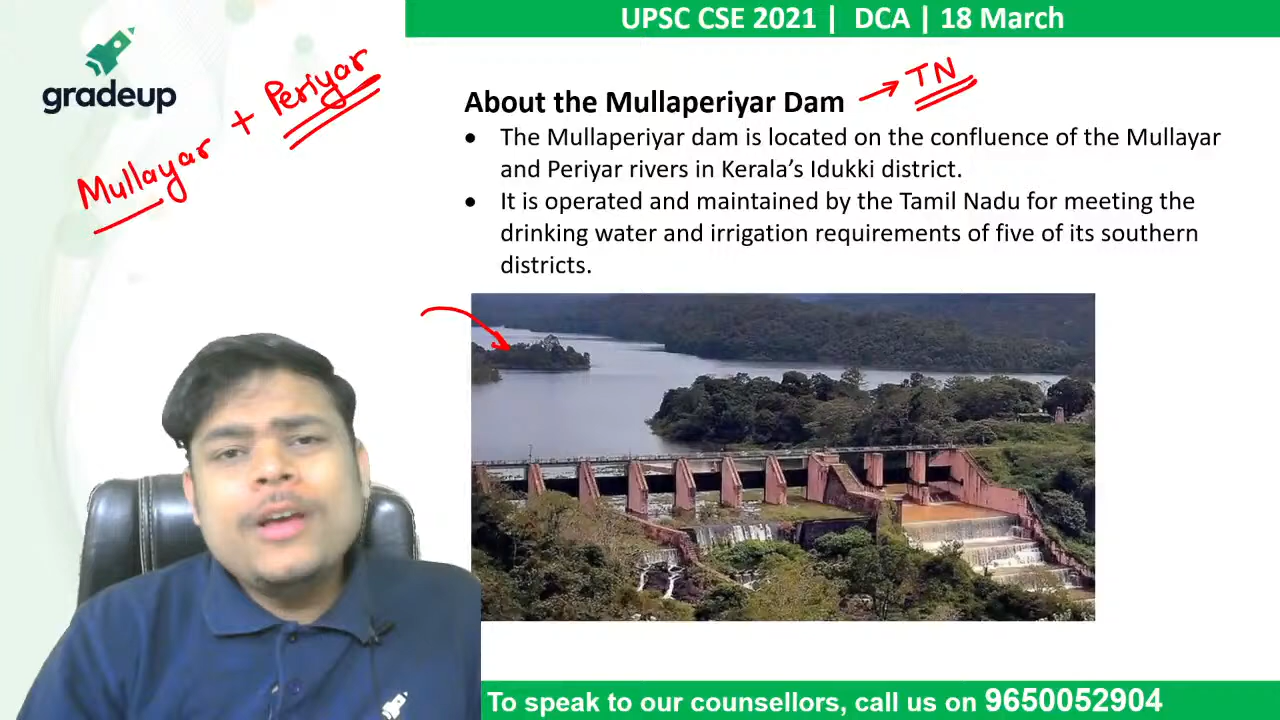 UPSC CSE 2021 | DCA | 18 March
gradeup
Mullayar + Periyar
About the Mullaperiyar Dam → TN
• The Mullaperiyar dam is located on the confluence of the Mullayar
and Periyar rivers in Kerala's Idukki district.
• It is operated and maintained by the Tamil Nadu for meeting the
drinking water and irrigation requirements of five of its southern
districts.
To speak to our counsellors, call us on 9650052904